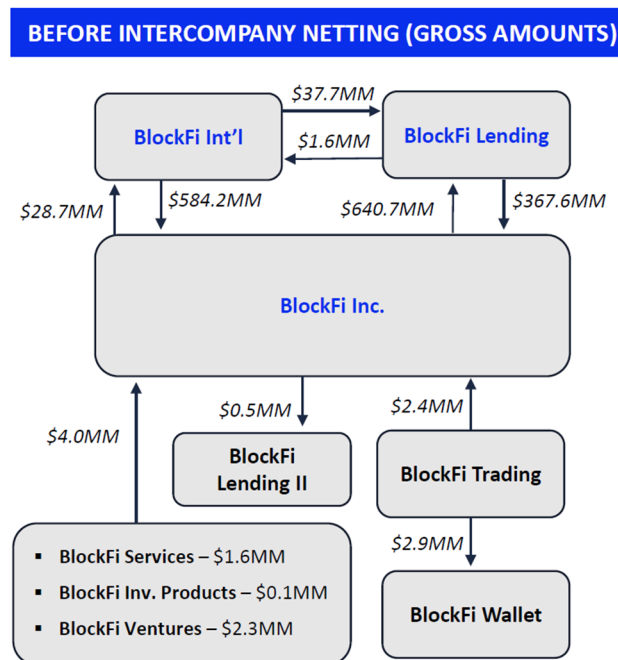 BEFORE INTERCOMPANY NETTING (GROSS AMOUNTS)
$37.7MM
BlockFi Int’l
BlockFi Lending
$1.6MM
$28.7MM
$584.2MM
$640.7MM
$367.6MM
BlockFi Inc.
$4.0MM
$0.5MM
$2.4MM
BlockFi
Lending II
BlockFi Trading
$2.9MM
▪ BlockFi Services – $1.6MM
▪ BlockFi Inv. Products – $0.1MM
▪ BlockFi Ventures – $2.3MM
BlockFi Wallet